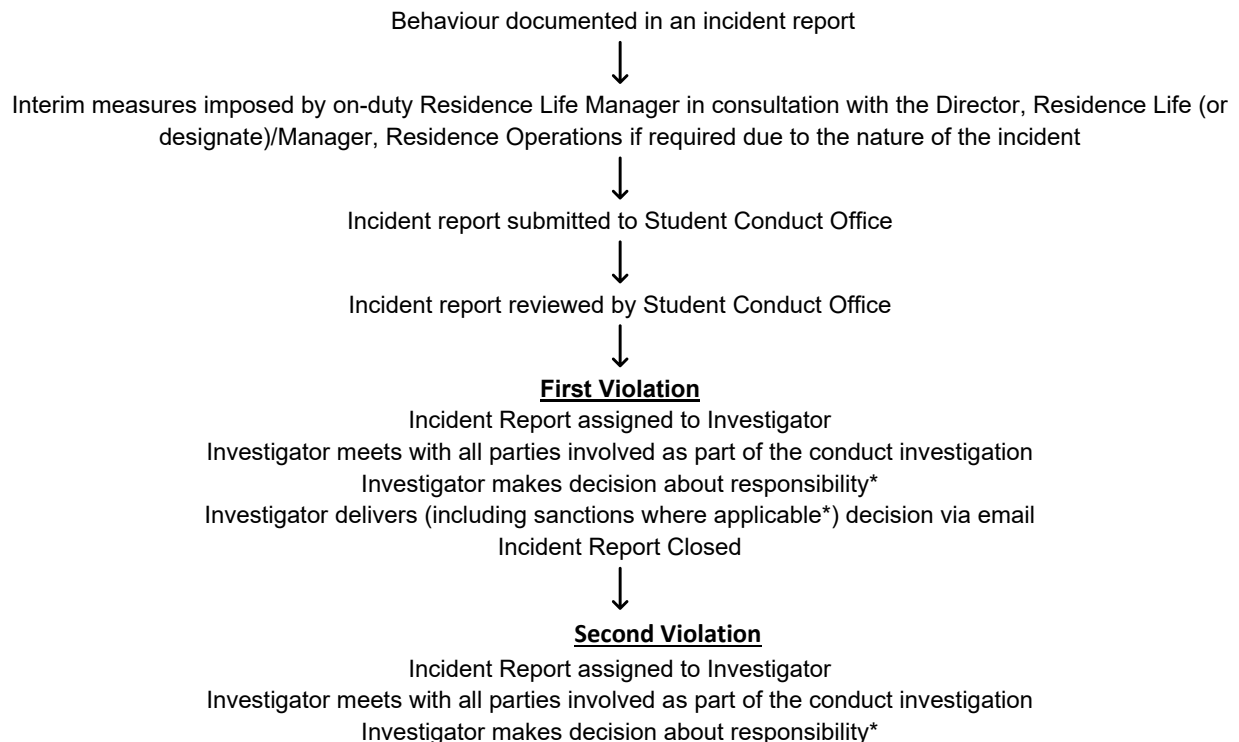 Behaviour documented in an incident report
Interim measures imposed by on-duty Residence Life Manager in consultation with the Director, Residence Life (or
designate)/Manager, Residence Operations if required due to the nature of the incident
Incident report submitted to Student Conduct Office
Incident report reviewed by Student Conduct Office
First Violation
Incident Report assigned to Investigator
Investigator meets with all parties involved as part of the conduct investigation
Investigator makes decision about responsibility*
Investigator delivers (including sanctions where applicable*) decision via email
Incident Report Closed
Second Violation
Incident Report assigned to Investigator
Investigator meets with all parties involved as part of the conduct investigation
Investigator makes decision about responsibility*